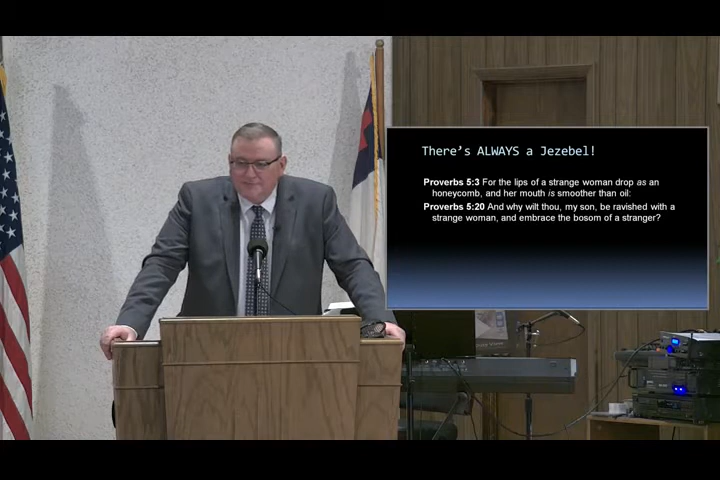 There's ALWAYS a Jezebel!
Proverbs 5:3 For the lips of a strange woman drop as an
honeycomb, and her mouth is smoother than oil:
Proverbs 5:20 And why wilt thou, my son, be ravished with a
strange woman, and embrace the bosom of a stranger?